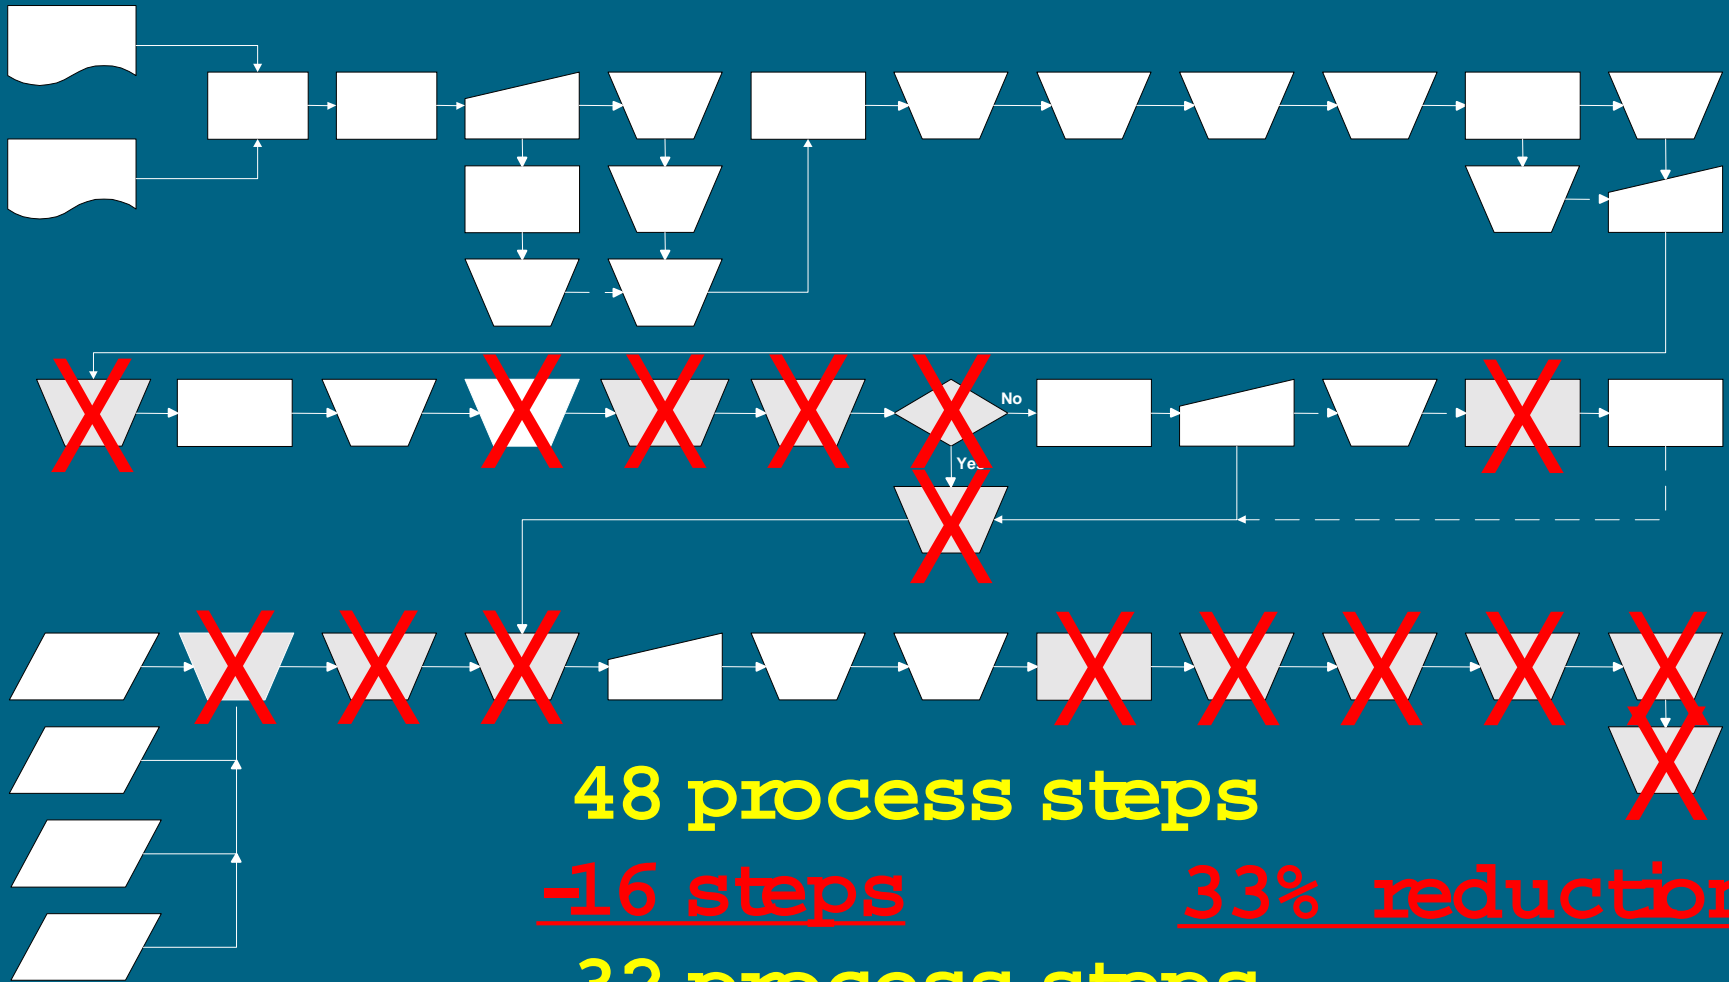 No
Yes
48 process steps
-16 steps
33% reduction
32 process steps